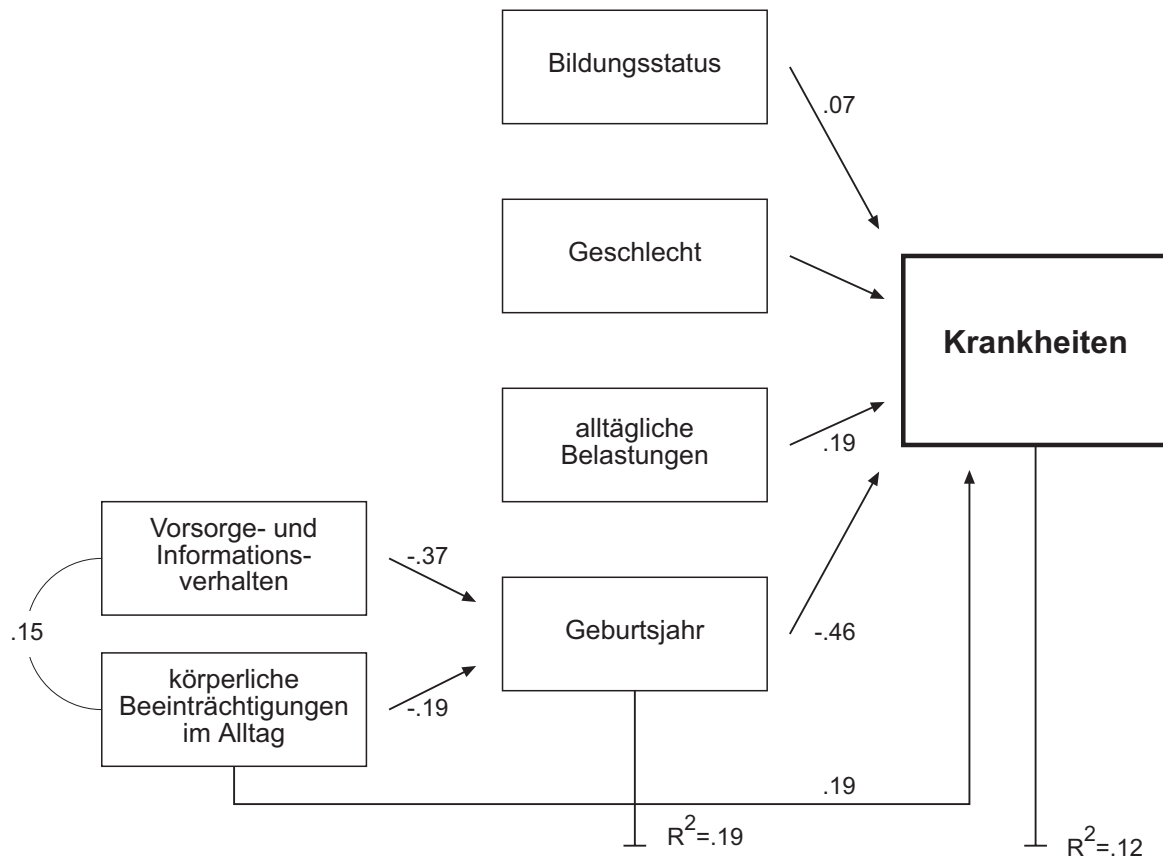 Bildungsstatus
.07
Geschlecht
Krankheiten
alltägliche
Belastungen
.19
Vorsorge- und
Informations-
verhalten
-.37
.15
Geburtsjahr
-.46
körperliche
Beeinträchtigungen
im Alltag
-.19
.19
R²=.19
R²=.12